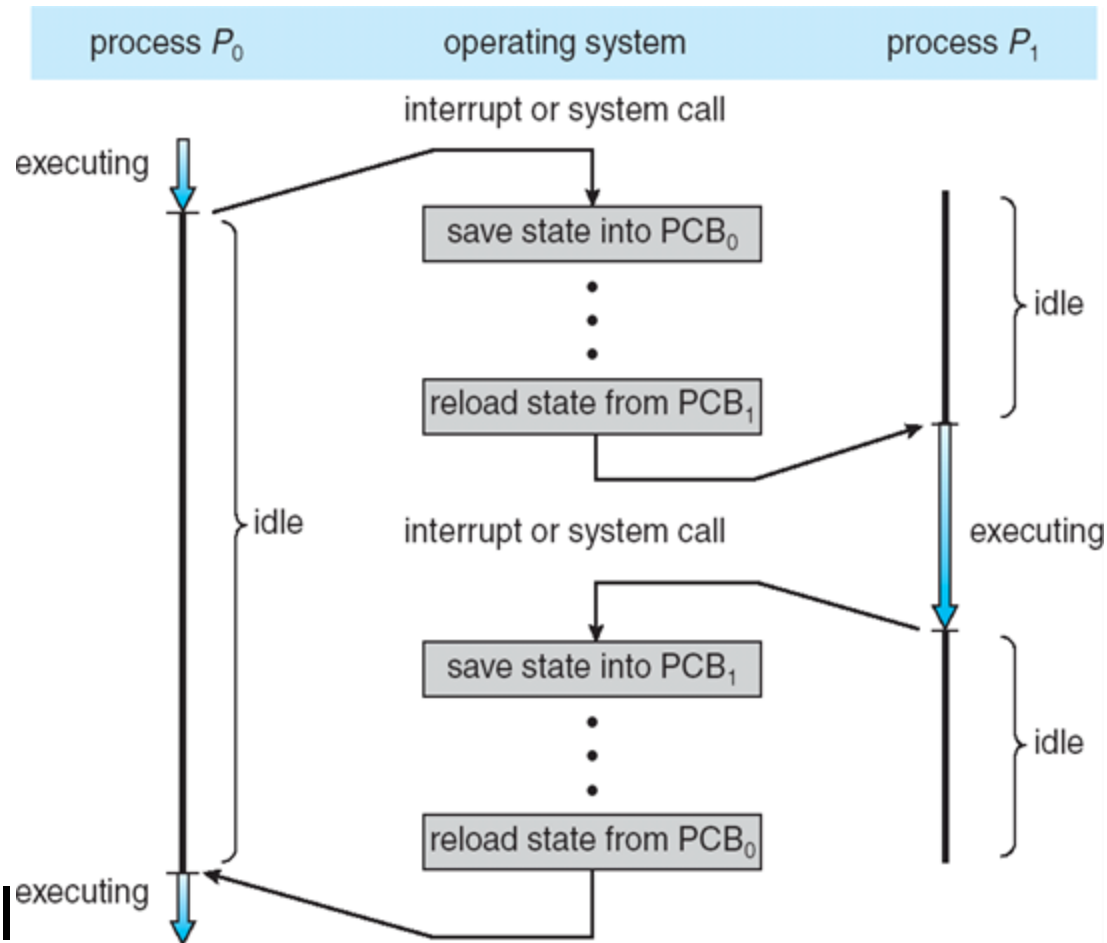 process P₀ operating system process P₁
interrupt or system call
executing
save state into PCB₀
idle
reload state from PCB₁
idle
interrupt or system call
executing
save state into PCB₁
idle
reload state from PCB₀
executing